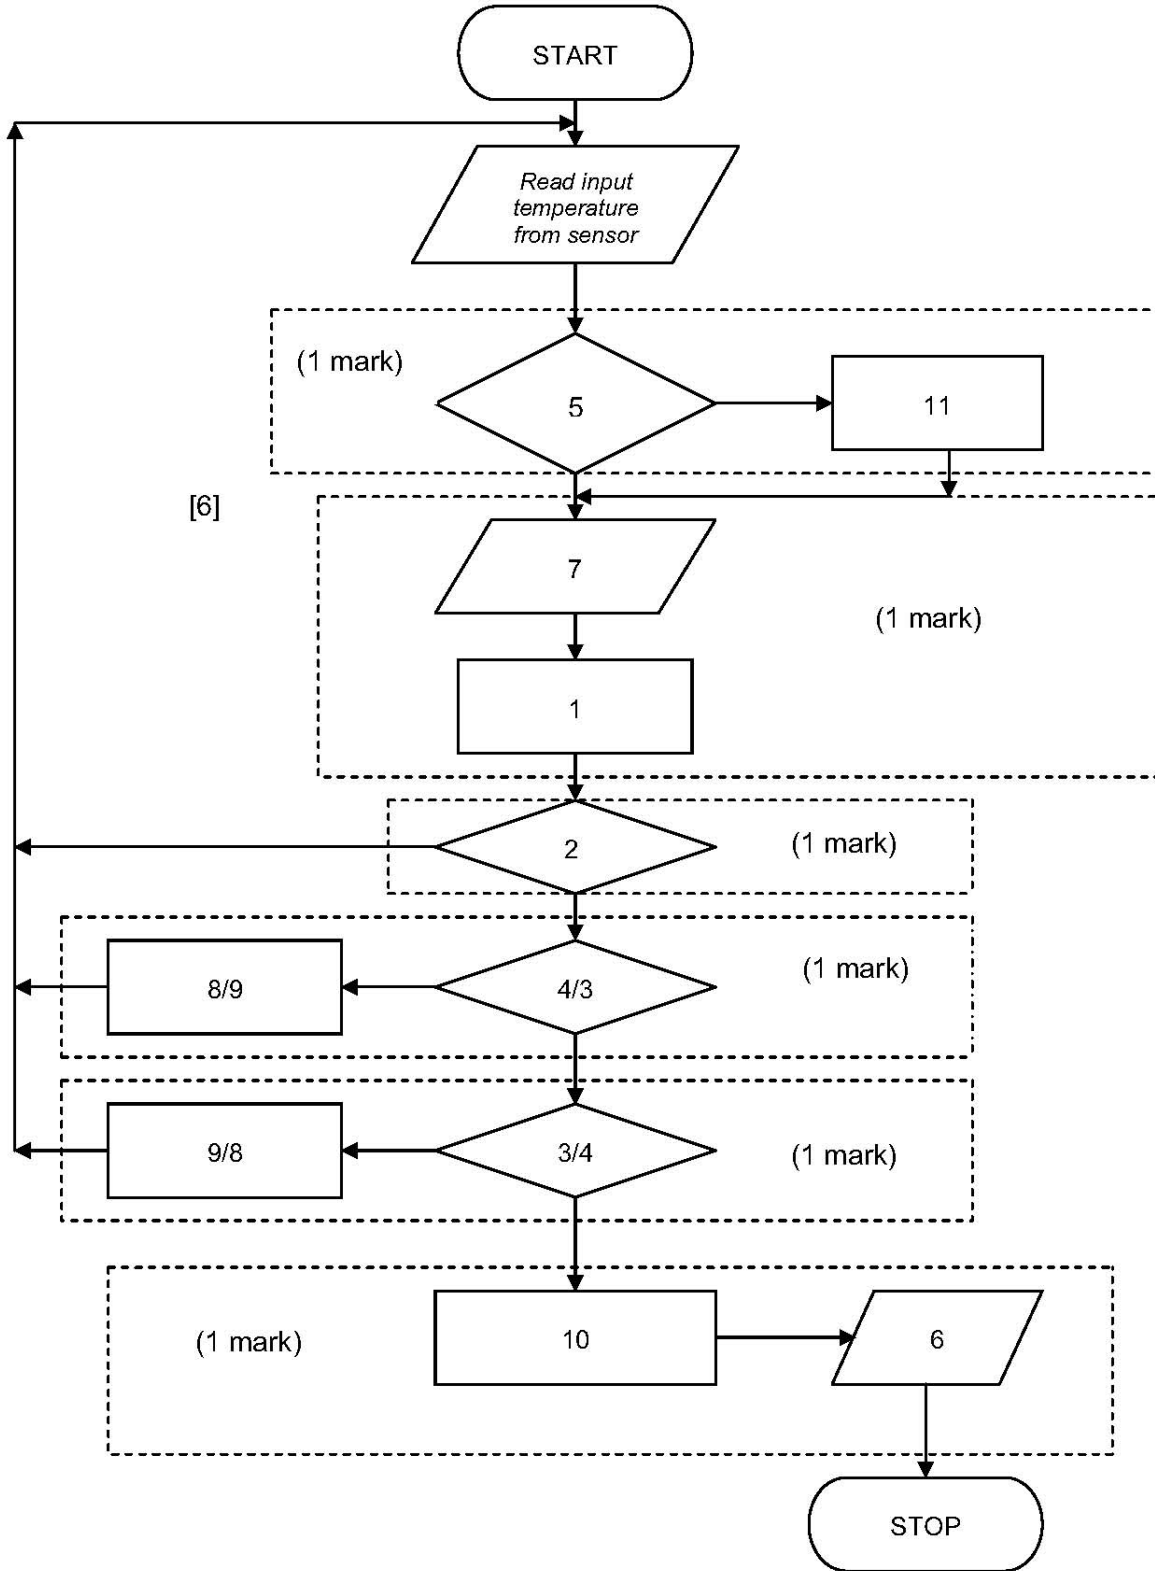 START
Read input
temperature
from sensor
(1 mark)
5
11
[6]
7
(1 mark)
1
2
(1 mark)
8/9
4/3
(1 mark)
9/8
3/4
(1 mark)
(1 mark)
10
6
STOP